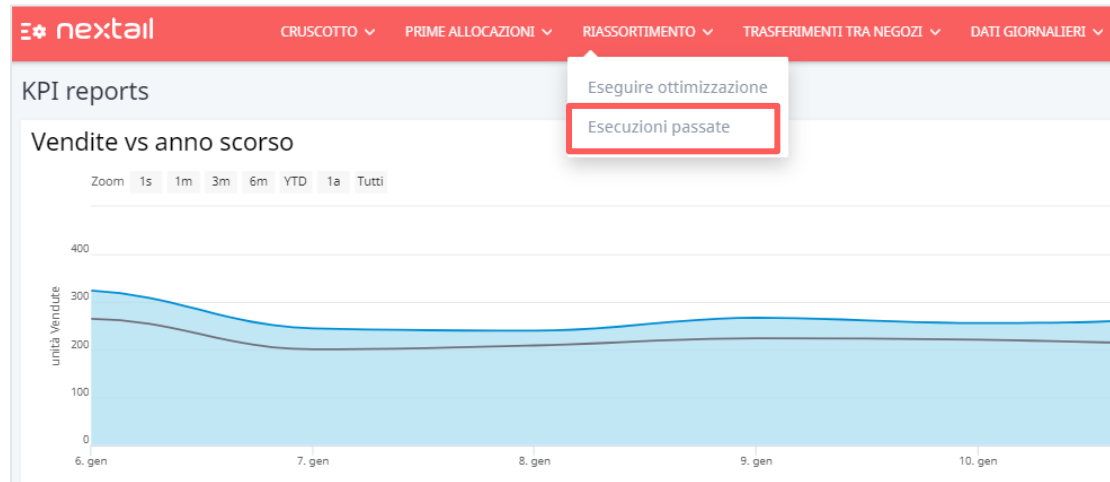 nextail
CRUSCOTTO
PRIME ALLOCAZIONI
RIASSORTIMENTO
TRASFERIMENTI TRA NEGOZI
DATI GIORNALIERI
Eseguire ottimizzazione
Esecuzioni passate
KPI reports
Vendite vs anno scorso
Zoom 1s 1m 3m 6m YTD 1a Tutti
unità Vendute
400
300
200
100
0
6. gen 7. gen 8. gen 9. gen 10. gen